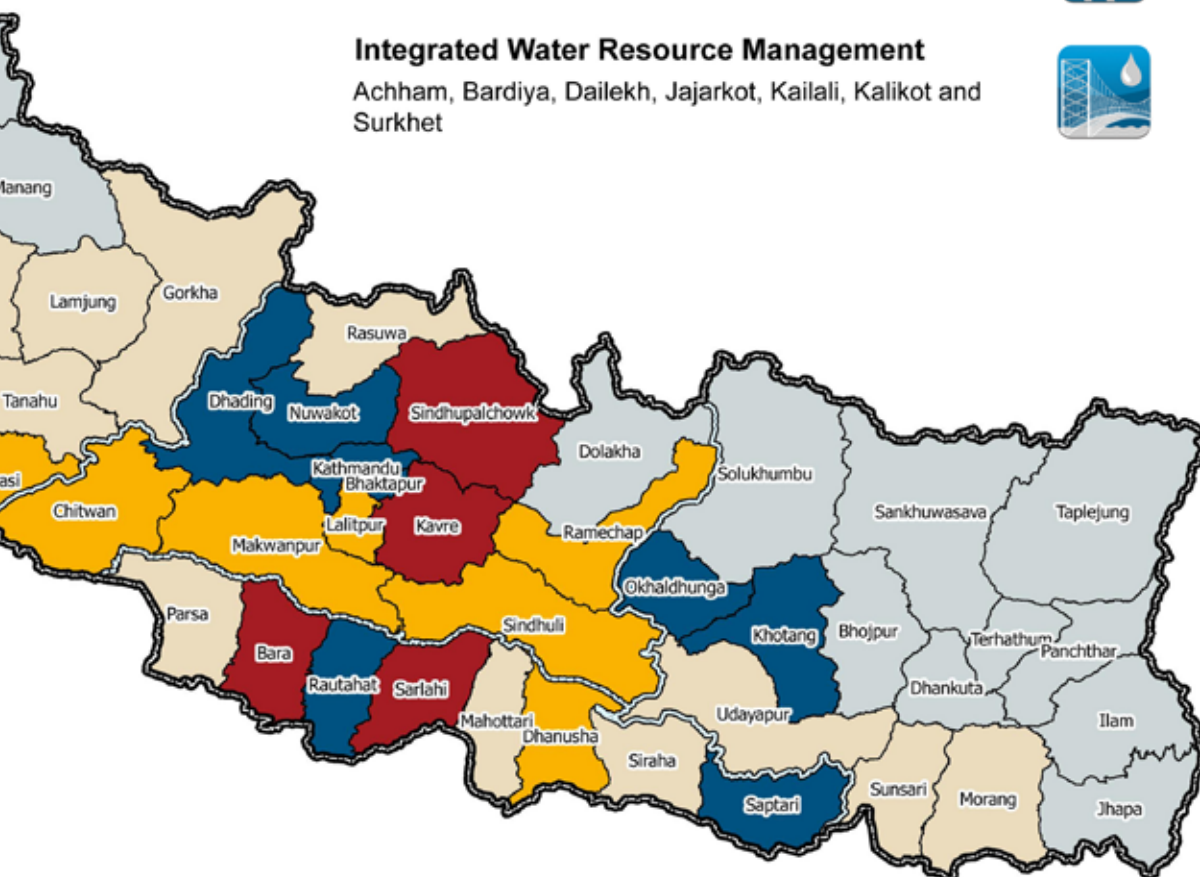 Integrated Water Resource Management
Achham, Bardiya, Dailekh, Jajarkot, Kailali, Kalikot and
Surkhet
Manang
Lamjung
Gorkha
Rasuwa
Tanahu
Dhading
Nuwakot
Sindhupalchowk
Dolakha
Kathmandu
Bhaktapur
Solukhumbu
asi
Chitwan
Lalitpur
Kavre
Ramechap
Sankhuwasava
Taplejung
Makwanpur
Okhaldhunga
Parsa
Sindhuli
Khotang
Bhojpur
Terhathum
Panchthar
Bara
Rautahat
Sarlahi
Dhankuta
Mahottari
Dhanusha
Udayapur
Ilam
Siraha
Saptari
Sunsari
Morang
Jhapa